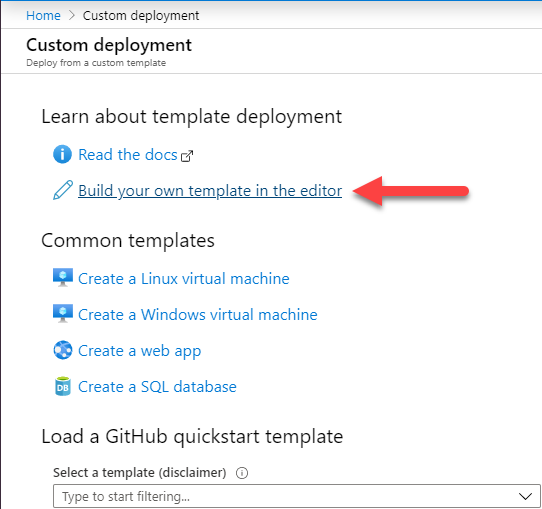 Home > Custom deployment
Custom deployment
Deploy from a custom template
Learn about template deployment
Read the docs
Build your own template in the editor
Common templates
Create a Linux virtual machine
Create a Windows virtual machine
Create a web app
DB Create a SQL database
Load a GitHub quickstart template
Select a template (disclaimer)
Type to start filtering...